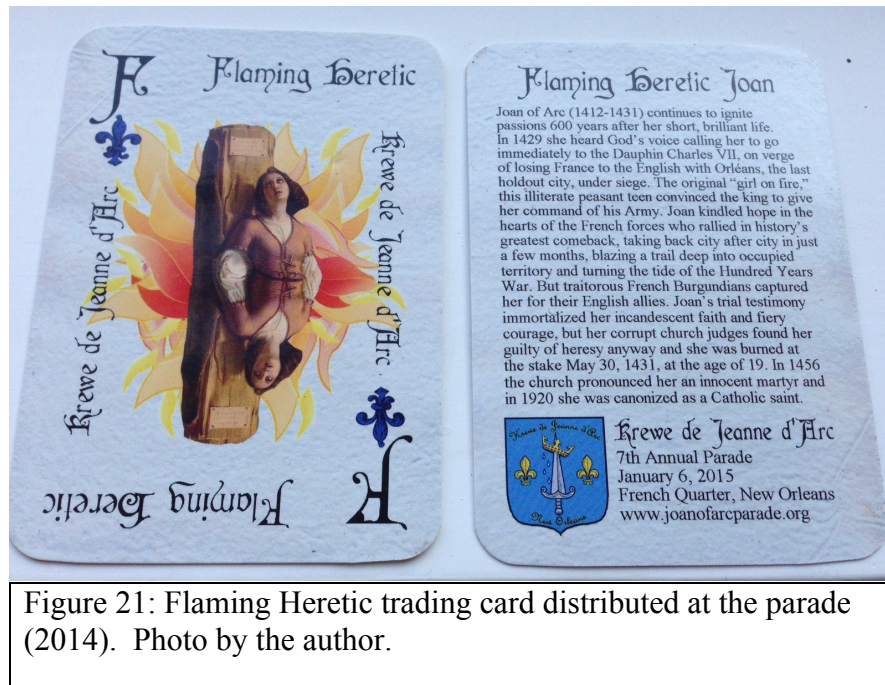 F Flaming Heretic
Krewe de Jeanne d'Arc
Krewe de Jeanne d'Arc
F Flaming Heretic
Flaming Heretic Joan
Joan of Arc (1412-1431) continues to ignite
passions 600 years after her short, brilliant life.
In 1429 she heard God's voice calling her to go
immediately to the Dauphin Charles VII, on verge
of losing France to the English with Orléans, the last
holdout city, under siege. The original "girl on fire,"
this illiterate peasant teen convinced the king to give
her command of his Army. Joan kindled hope in the
hearts of the French forces who rallied in history's
greatest comeback, taking back city after city in just
a few months, blazing a trail deep into occupied
territory and turning the tide of the Hundred Years
War. But traitorous French Burgundians captured
her for their English allies. Joan's trial testimony
immortalized her incandescent faith and fiery
courage, but her corrupt church judges found her
guilty of heresy anyway and she was burned at
the stake May 30, 1431, at the age of 19. In 1456
the church pronounced her an innocent martyr and
in 1920 she was canonized as a Catholic saint.
Krewe de Jeanne d'Arc
New Orleans
Krewe de Jeanne d'Arc
7th Annual Parade
January 6, 2015
French Quarter, New Orleans
www.joanofarcparade.org
Figure 21: Flaming Heretic trading card distributed at the parade
(2014). Photo by the author.